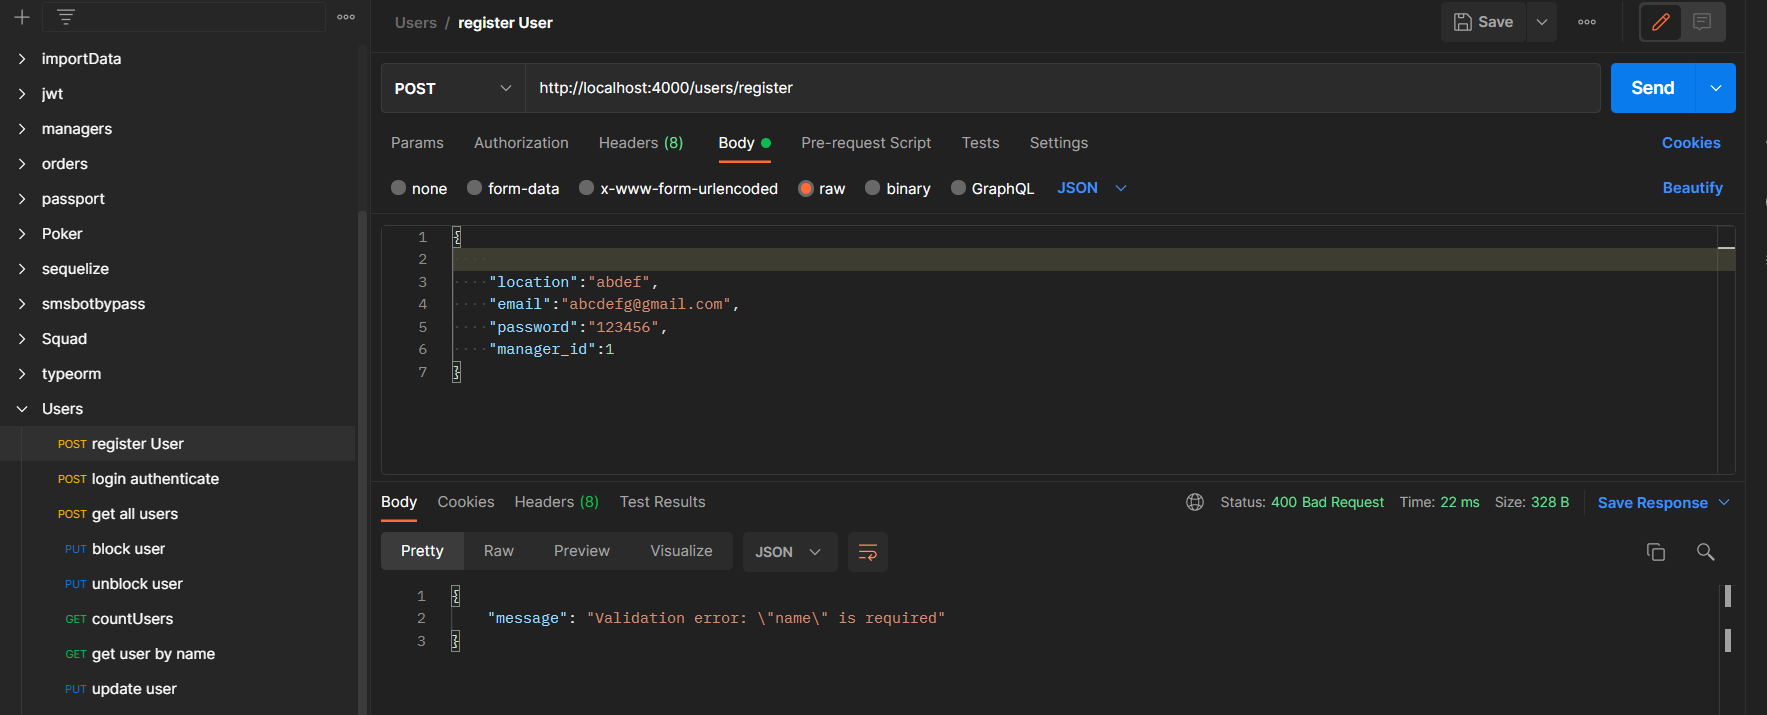 importData
jwt
managers
orders
passport
Poker
sequelize
smsbotbypass
Squad
typeorm
Users
POST register User
POST login authenticate
POST get all users
PUT block user
PUT unblock user
GET countUsers
GET get user by name
PUT update user
Users / register User
Save
POST http://localhost:4000/users/register Send
Params Authorization Headers (8) Body Pre-request Script Tests Settings Cookies
none form-data x-www-form-urlencoded raw binary GraphQL JSON Beautify
1 {
2
3 "location":"abdef",
4 "email":"abcdefg@gmail.com",
5 "password":"123456",
6 "manager_id":1
7 }
Body Cookies Headers (8) Test Results Status: 400 Bad Request Time: 22 ms Size: 328 B Save Response
Pretty Raw Preview Visualize JSON
1 {
2 "message": "Validation error: \"name\" is required"
3 }